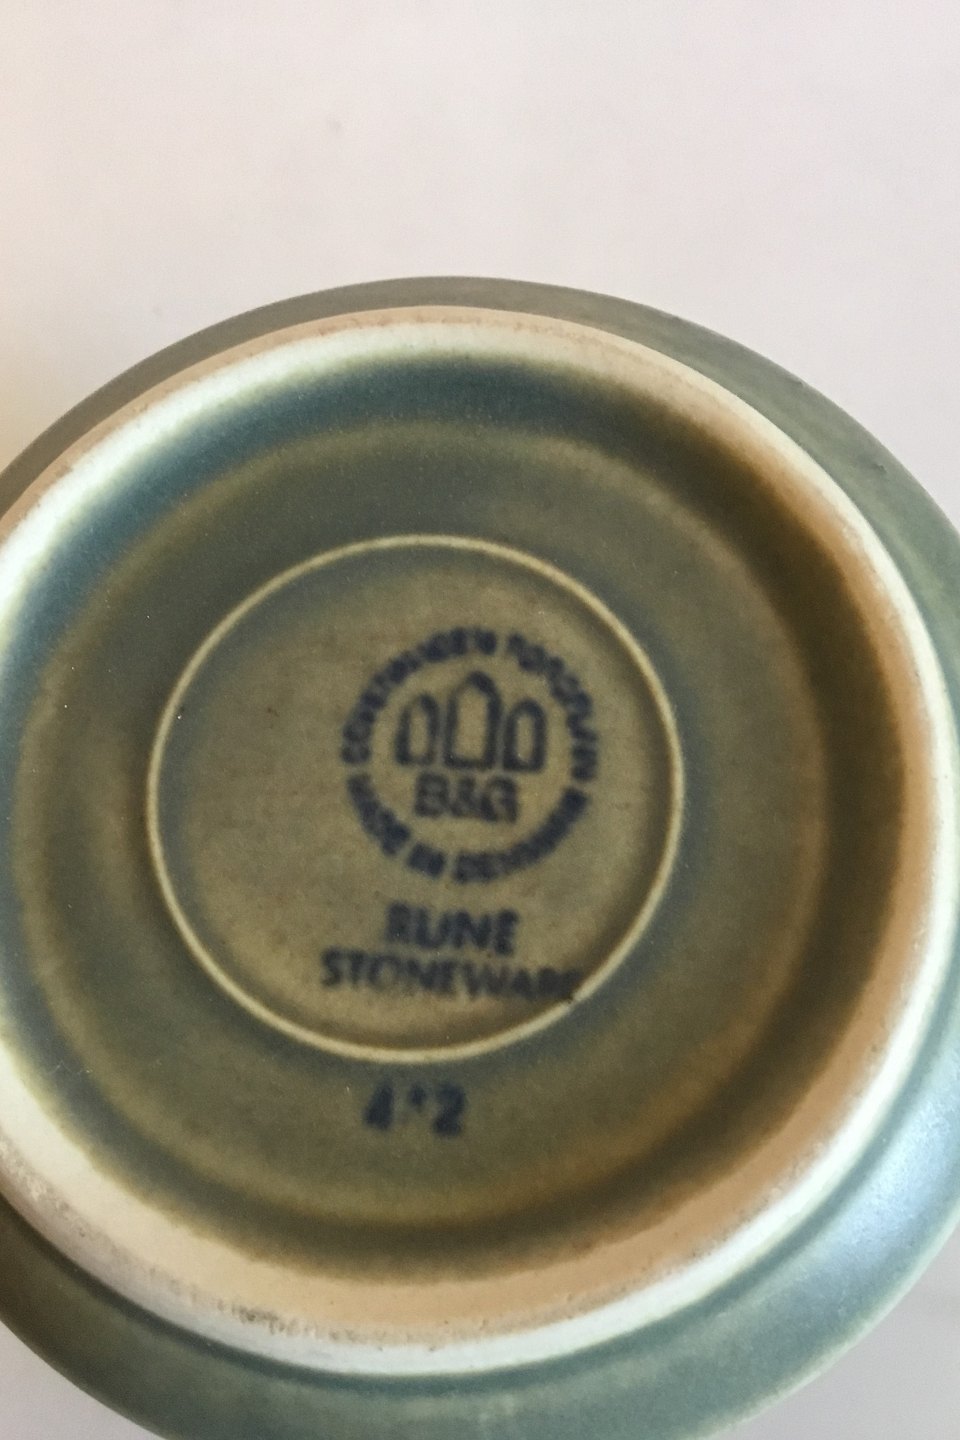 COPENHAGEN PORCELAIN
B&G
MADE IN DENMARK
RUNE
STONEWARE